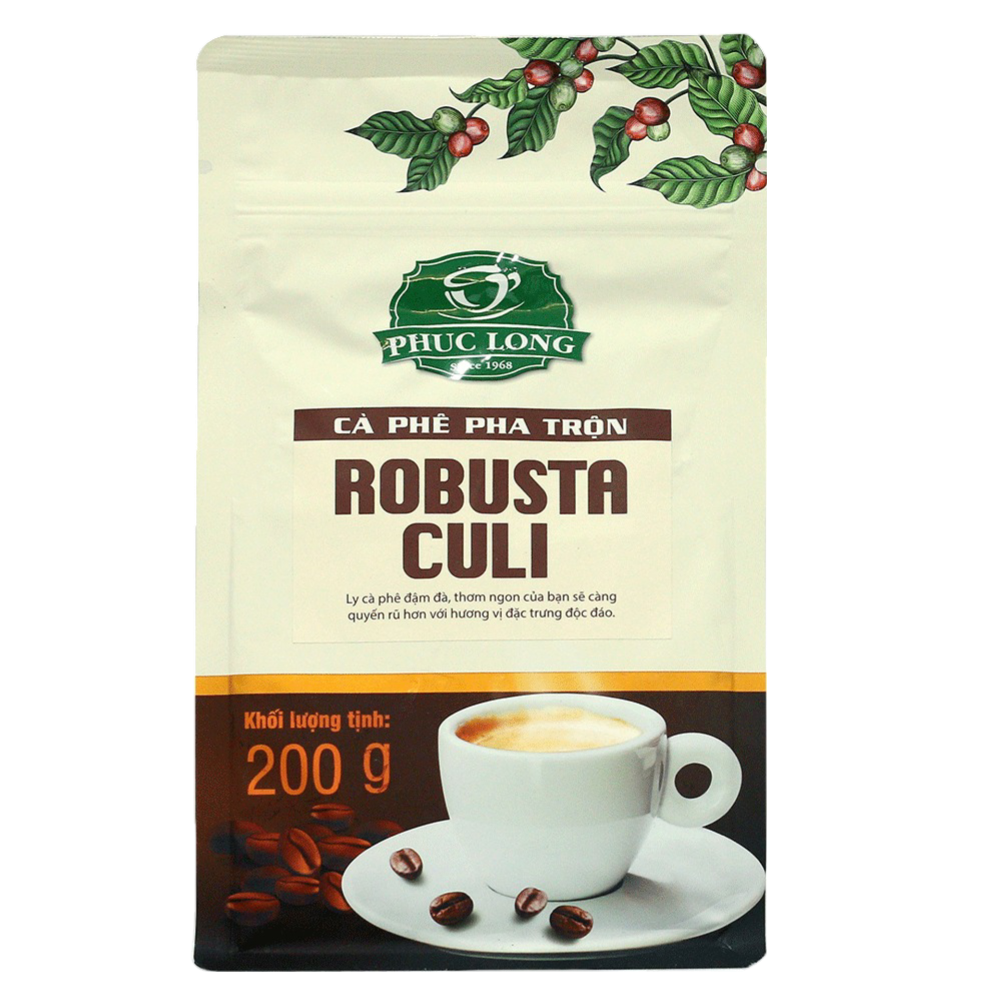 PHUC LONG
Since 1968
CÀ PHÊ PHA TRỘN
ROBUSTA
CULI
Ly cà phê đậm đà, thơm ngon của bạn sẽ càng
quyến rũ hơn với hương vị đặc trưng độc đáo.
Khối lượng tịnh:
200 g